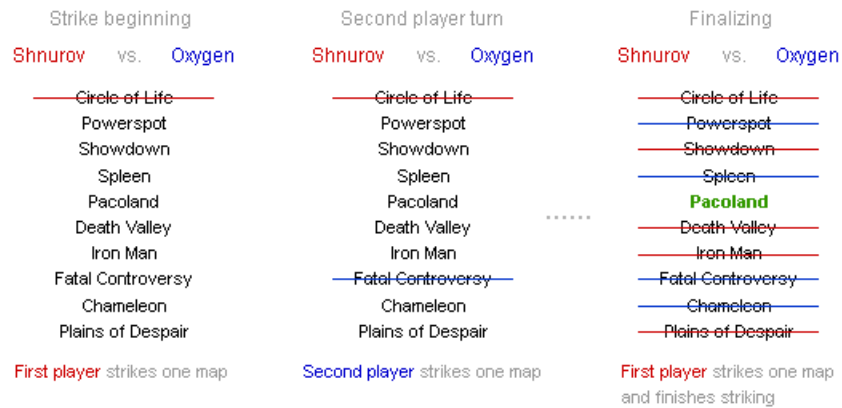 Strike beginning
Shnurov vs. Oxygen
Circle of Life
Powerspot
Showdown
Spleen
Pacoland
Death Valley
Iron Man
Fatal Controversy
Chameleon
Plains of Despair
First player strikes one map
Second player turn
Shnurov vs. Oxygen
Circle of Life
Powerspot
Showdown
Spleen
Pacoland
Death Valley
Iron Man
Fatal Controversy
Chameleon
Plains of Despair
Second player strikes one map
......
Finalizing
Shnurov vs. Oxygen
Circle of Life
Powerspot
Showdown
Spleen
Pacoland
Death Valley
Iron Man
Fatal Controversy
Chameleon
Plains of Despair
First player strikes one map
and finishes striking